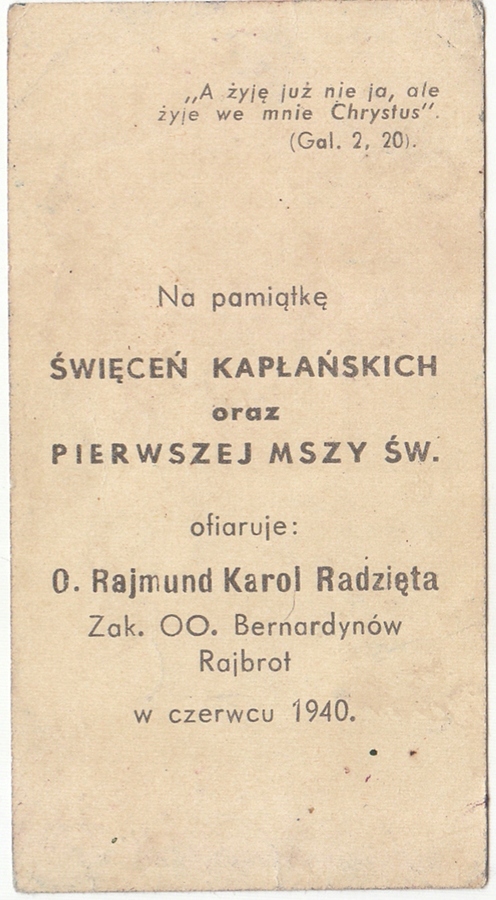 „A żyję już nie ja, ale
żyje we mnie Chrystus”.
(Gal. 2, 20).
Na pamiątkę
ŚWIĘCEŃ KAPŁAŃSKICH
oraz
PIERWSZEJ MSZY ŚW.
ofiaruje:
O. Rajmund Karol Radzięta
Zak. OO. Bernardynów
Rajbrot
w czerwcu 1940.